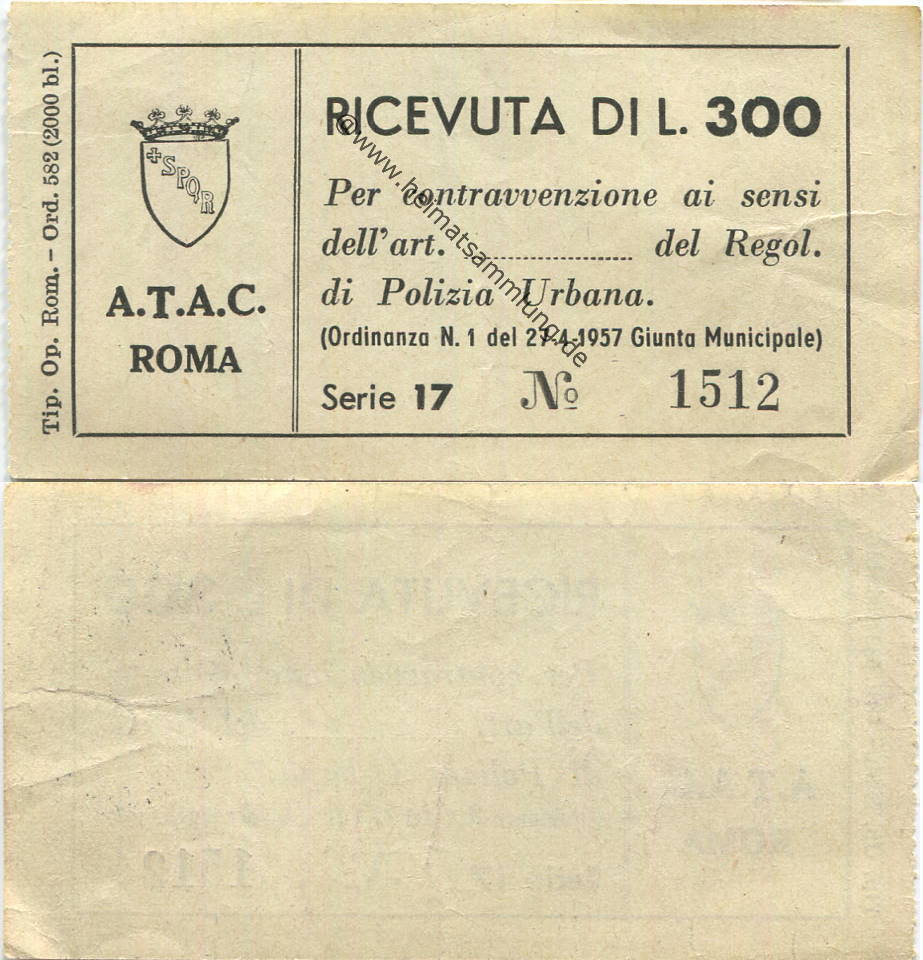 Tip. Op. Rom. - Ord. 582 (2000 bl.)
SPQR
A.T.A.C.
ROMA
RICEVUTA DI L. 300
Per contravvenzione ai sensi
dell'art. .................... del Regol.
di Polizia Urbana.
(Ordinanza N. 1 del 27-4-1957 Giunta Municipale)
Serie 17 No 1512
@www.heimatsammlung.de